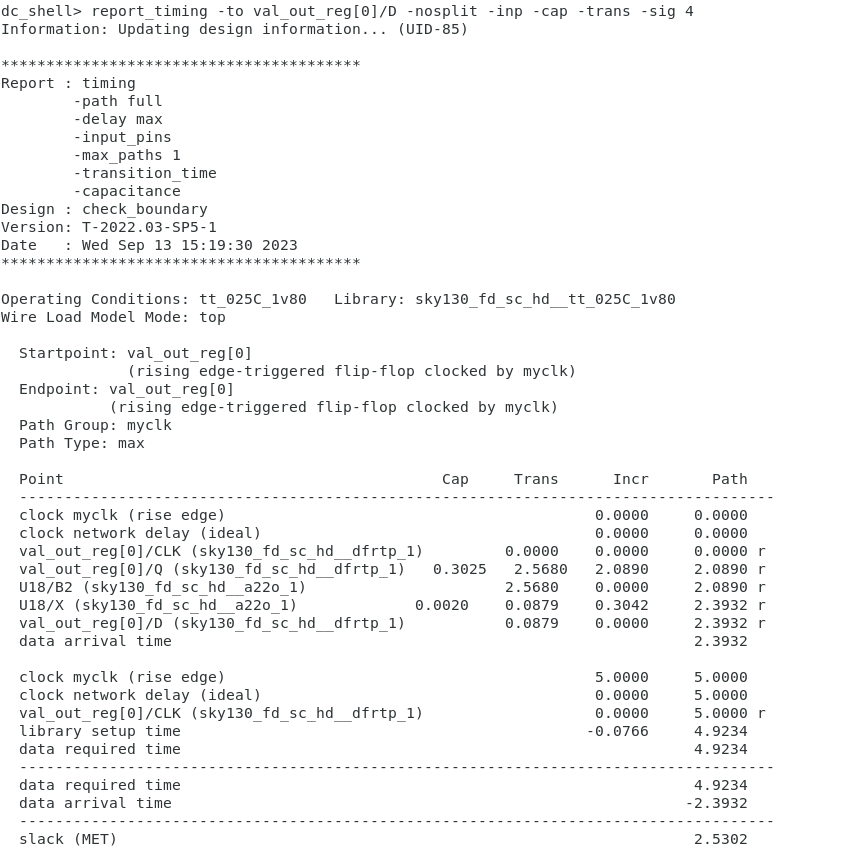 dc_shell> report_timing -to val_out_reg[0]/D -nosplit -inp -cap -trans -sig 4
Information: Updating design information... (UID-85)
****************************************
Report : timing
        -path full
        -delay max
        -input_pins
        -max_paths 1
        -transition_time
        -capacitance
Design : check_boundary
Version: T-2022.03-SP5-1
Date   : Wed Sep 13 15:19:30 2023
****************************************
Operating Conditions: tt_025C_1v80   Library: sky130_fd_sc_hd__tt_025C_1v80
Wire Load Model Mode: top
  Startpoint: val_out_reg[0]
              (rising edge-triggered flip-flop clocked by myclk)
  Endpoint: val_out_reg[0]
            (rising edge-triggered flip-flop clocked by myclk)
  Path Group: myclk
  Path Type: max
  Point                                          Cap     Trans      Incr       Path
  ------------------------------------------------------------------------------------
  clock myclk (rise edge)                                         0.0000     0.0000
  clock network delay (ideal)                                     0.0000     0.0000
  val_out_reg[0]/CLK (sky130_fd_sc_hd__dfrtp_1)         0.0000    0.0000     0.0000 r
  val_out_reg[0]/Q (sky130_fd_sc_hd__dfrtp_1)   0.3025   2.5680   2.0890     2.0890 r
  U18/B2 (sky130_fd_sc_hd__a22o_1)                      2.5680    0.0000     2.0890 r
  U18/X (sky130_fd_sc_hd__a22o_1)             0.0020    0.0879    0.3042     2.3932 r
  val_out_reg[0]/D (sky130_fd_sc_hd__dfrtp_1)           0.0879    0.0000     2.3932 r
  data arrival time                                                          2.3932
  clock myclk (rise edge)                                         5.0000     5.0000
  clock network delay (ideal)                                     0.0000     5.0000
  val_out_reg[0]/CLK (sky130_fd_sc_hd__dfrtp_1)                   0.0000     5.0000 r
  library setup time                                             -0.0766     4.9234
  data required time                                                         4.9234
  ------------------------------------------------------------------------------------
  data required time                                                         4.9234
  data arrival time                                                         -2.3932
  ------------------------------------------------------------------------------------
  slack (MET)                                                                2.5302